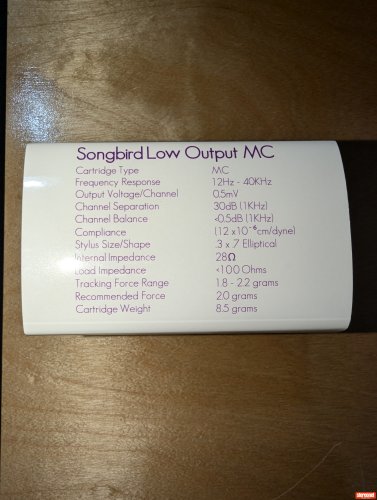 Songbird Low Output MC
Cartridge Type MC
Frequency Response 12Hz - 40KHz
Output Voltage/Channel 0.5mV
Channel Separation 30dB (1KHz)
Channel Balance <0.5dB (1KHz)
Compliance (12 x10⁻⁶cm/dyne)
Stylus Size/Shape .3 x .7 Elliptical
Internal Impedance 28Ω
Load Impedance <100 Ohms
Tracking Force Range 1.8 - 2.2 grams
Recommended Force 2.0 grams
Cartridge Weight 8.5 grams